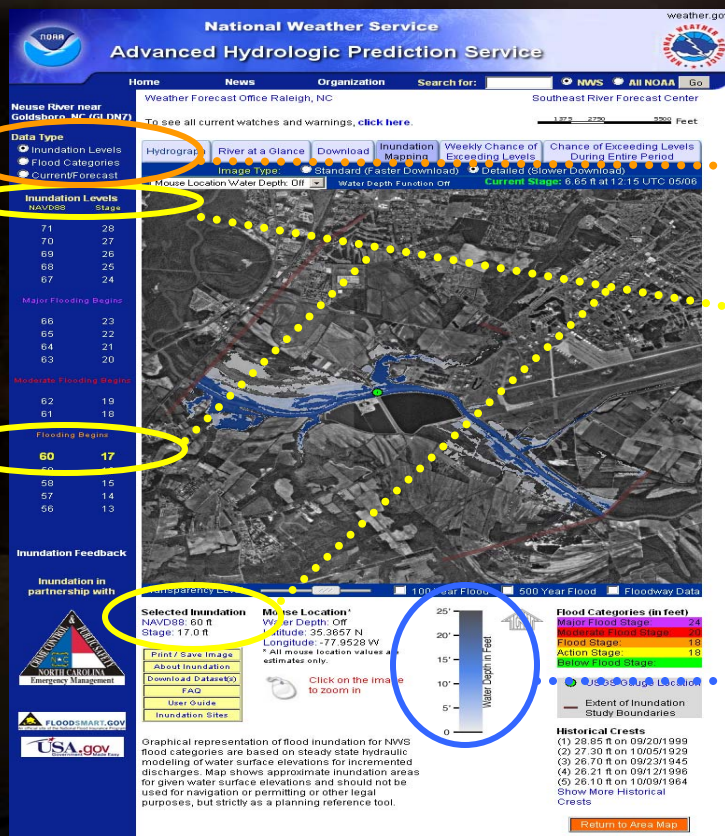 weather.gov
NOAA
National Weather Service
Advanced Hydrologic Prediction Service
Home News Organization Search for: NWS All NOAA Go
Neuse River near
Goldsboro, NC (GLDN7)
Data Type
Inundation Levels
Flood Categories
Current/Forecast
Inundation Levels
NAVD88 Stage
71 28
70 27
69 26
68 25
67 24
Major Flooding Begins
66 23
65 22
64 21
63 20
Moderate Flooding Begins
62 19
61 18
Flooding Begins
60 17
58 15
57 14
56 13
Inundation Feedback
Inundation in
partnership with
CRIME CONTROL & PUBLIC SAFETY
NORTH CAROLINA
Emergency Management
FLOODSMART.GOV
USA.gov
Government Made Easy
Weather Forecast Office Raleigh, NC Southeast River Forecast Center
To see all current watches and warnings, click here.
1375 2750 5500 Feet
Hydrograph River at a Glance Download Inundation Mapping Weekly Chance of Exceeding Levels Chance of Exceeding Levels During Entire Period
Image Type: Standard (Faster Download) Detailed (Slower Download)
Mouse Location Water Depth: Off Water Depth Function Off Current Stage: 6.65 ft at 12:15 UTC 05/06
Transparency Level 100 Year Flood 500 Year Flood Floodway Data
Selected Inundation
NAVD88: 60 ft
Stage: 17.0 ft
Print / Save Image
About Inundation
Download Dataset(s)
FAQ
User Guide
Inundation Sites
Mouse Location*
Water Depth: Off
Latitude: 35.3657 N
Longitude: -77.9528 W
* All mouse location values are
estimates only.
Click on the image
to zoom in
25'
20'
15'
10'
5'
0
Water Depth in Feet
Flood Categories (in feet)
Major Flood Stage: 24
Moderate Flood Stage: 20
Flood Stage: 18
Action Stage: 18
Below Flood Stage:
USGS Gauge Location
Extent of Inundation
Study Boundaries
Historical Crests
(1) 28.85 ft on 09/20/1999
(2) 27.30 ft on 10/05/1929
(3) 26.70 ft on 09/23/1945
(4) 26.21 ft on 09/12/1996
(5) 26.10 ft on 10/09/1964
Show More Historical
Crests
Return to Area Map
Graphical representation of flood inundation for NWS
flood categories are based on steady state hydraulic
modeling of water surface elevations for incremented
discharges. Map shows approximate inundation areas
for given water surface elevations and should not be
used for navigation or permitting or other legal
purposes, but strictly as a planning reference tool.